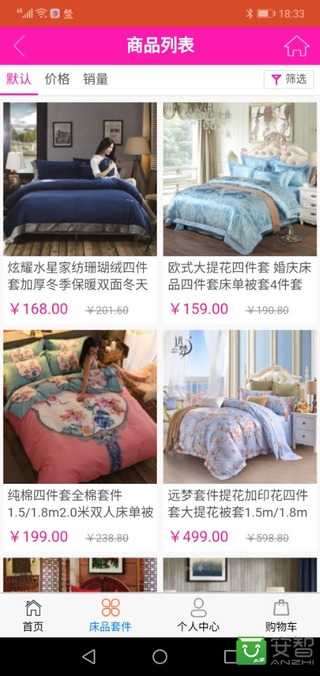 18:33
商品列表
默认 价格 销量 筛选
炫耀水星家纺珊瑚绒四件
套加厚冬季保暖双面冬天
￥168.00 ￥201.60
欧式大提花四件套 婚庆床
品四件套床单被套4件套
￥159.00 ￥190.80
远梦
纯棉四件套全棉套件
1.5/1.8m2.0米双人床单被
￥199.00 ￥238.80
远梦套件提花加印花四件
套大提花被套1.5m/1.8m
￥499.00 ￥598.80
首页 床品套件 个人中心 购物车
安智
ANZHI